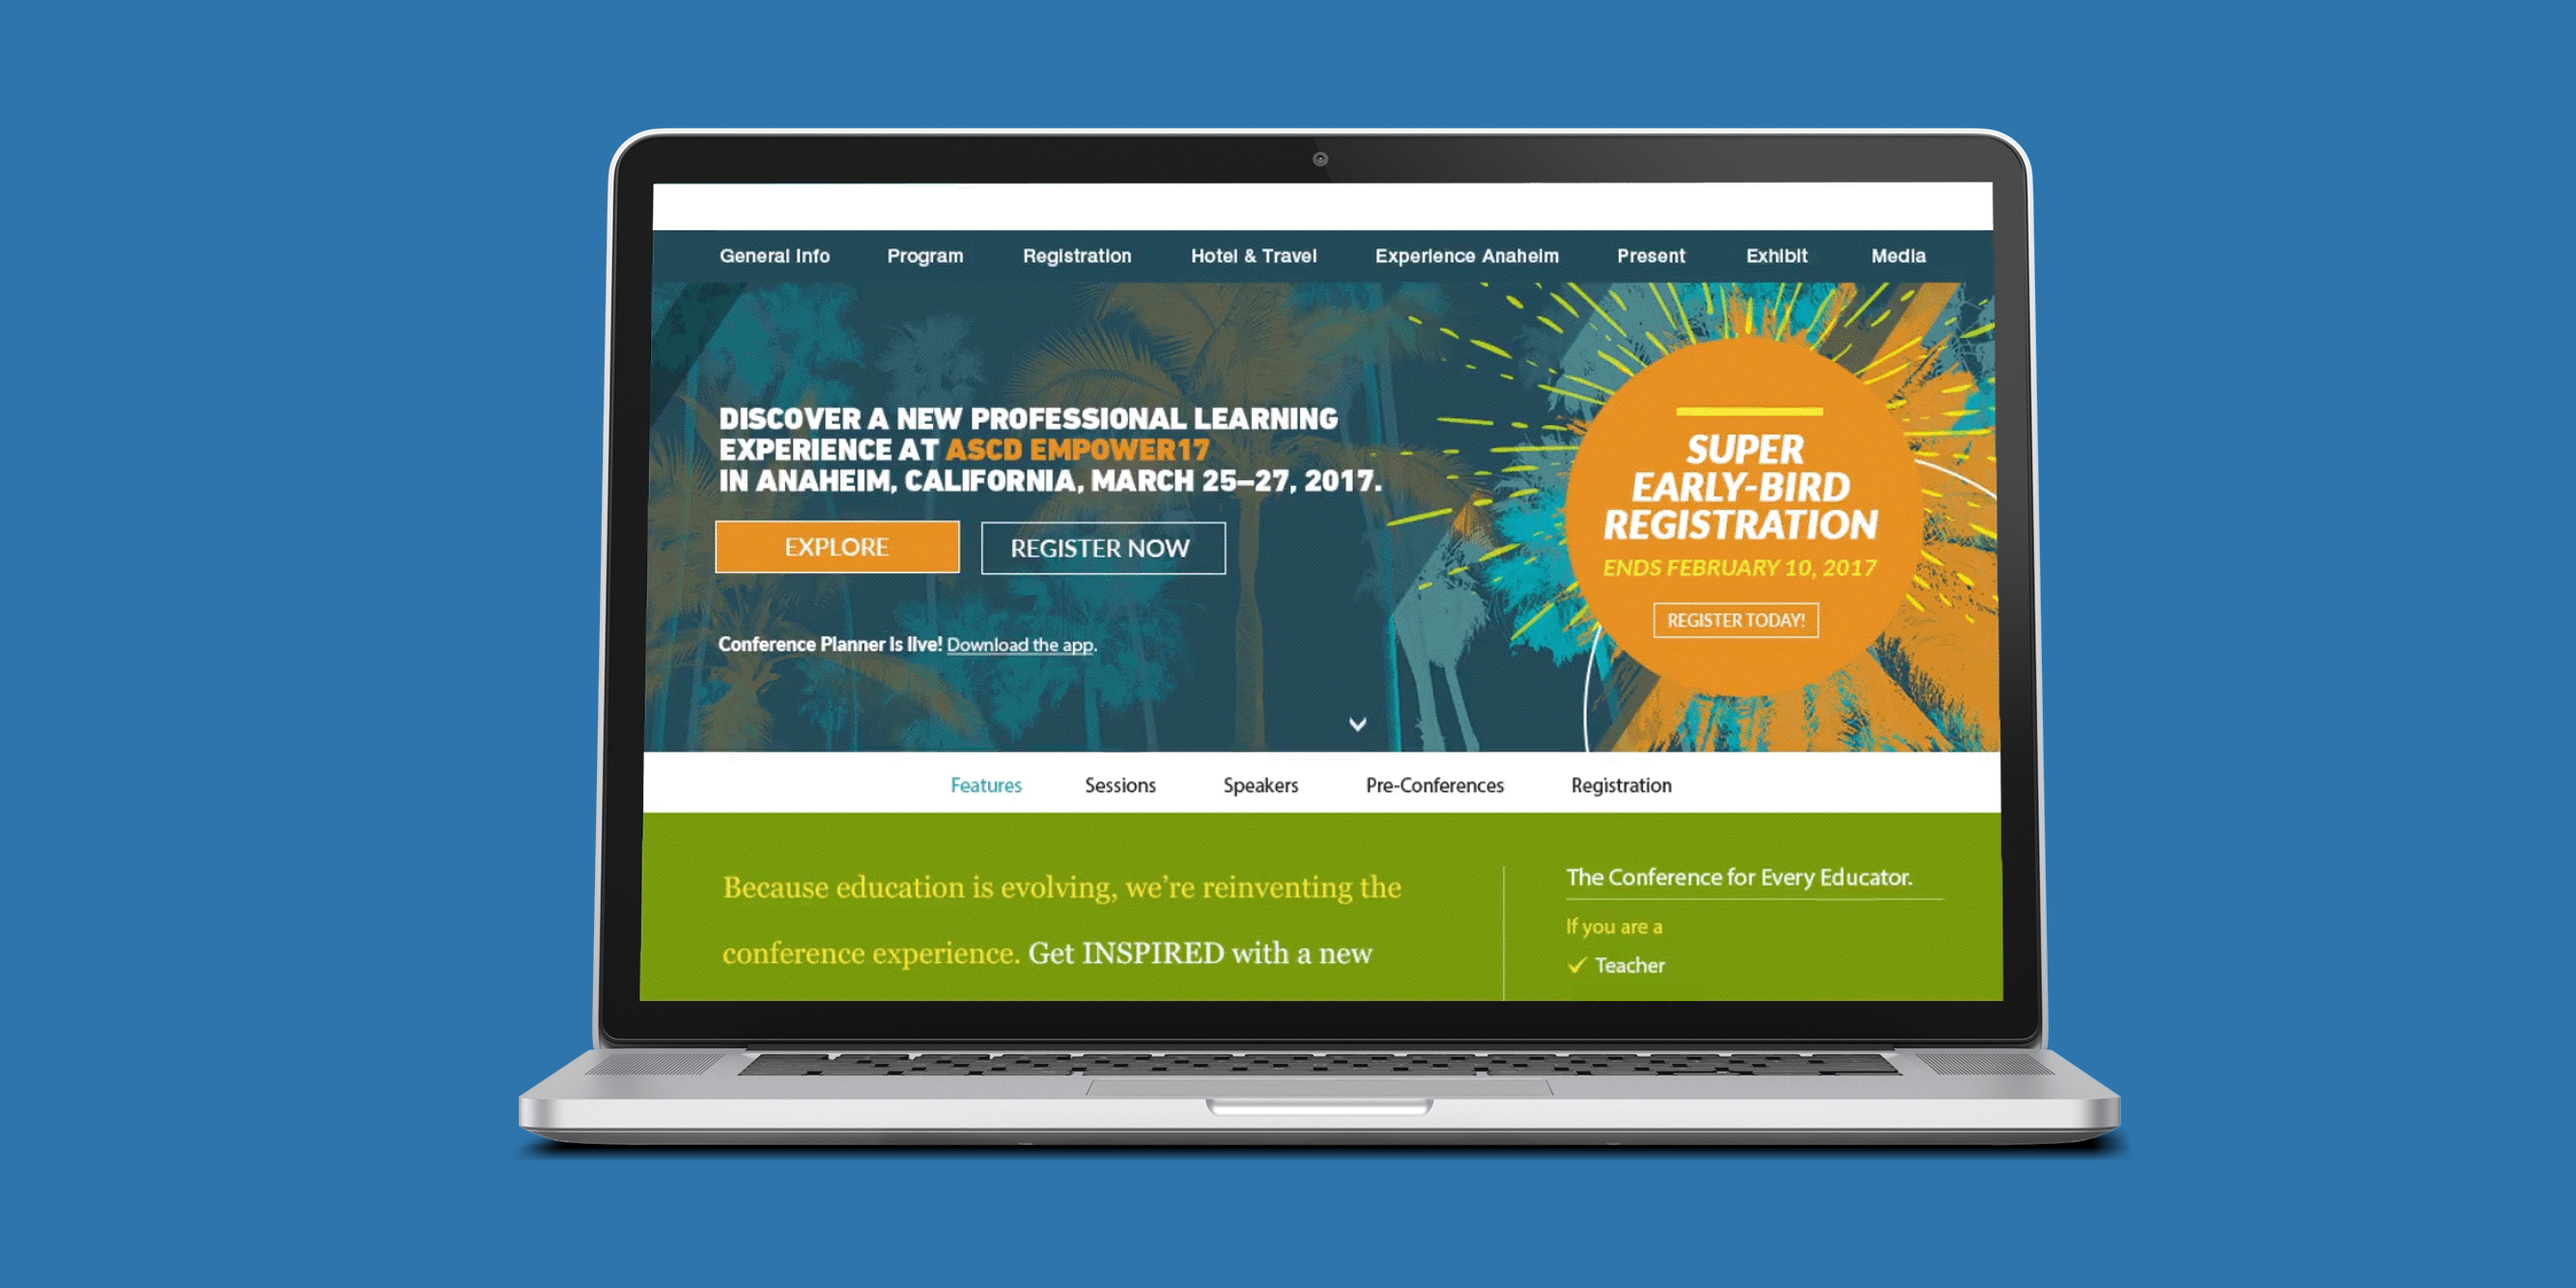 General Info
Program
Registration
Hotel & Travel
Experience Anaheim
Present
Exhibit
Media
DISCOVER A NEW PROFESSIONAL LEARNING
EXPERIENCE AT ASCD EMPOWER17
IN ANAHEIM, CALIFORNIA, MARCH 25–27, 2017.
EXPLORE
REGISTER NOW
Conference Planner is live! Download the app.
SUPER
EARLY-BIRD
REGISTRATION
ENDS FEBRUARY 10, 2017
REGISTER TODAY!
Features
Sessions
Speakers
Pre-Conferences
Registration
Because education is evolving, we’re reinventing the
conference experience. Get INSPIRED with a new
The Conference for Every Educator.
If you are a
Teacher